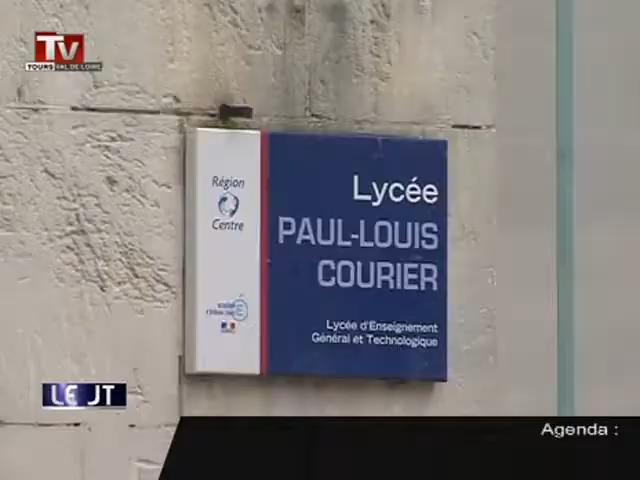 TV
TOURS VAL DE LOIRE
Région
Centre
Lycée
PAUL-LOUIS
COURIER
Lycée d'Enseignement
Général et Technologique
LE JT
Agenda :